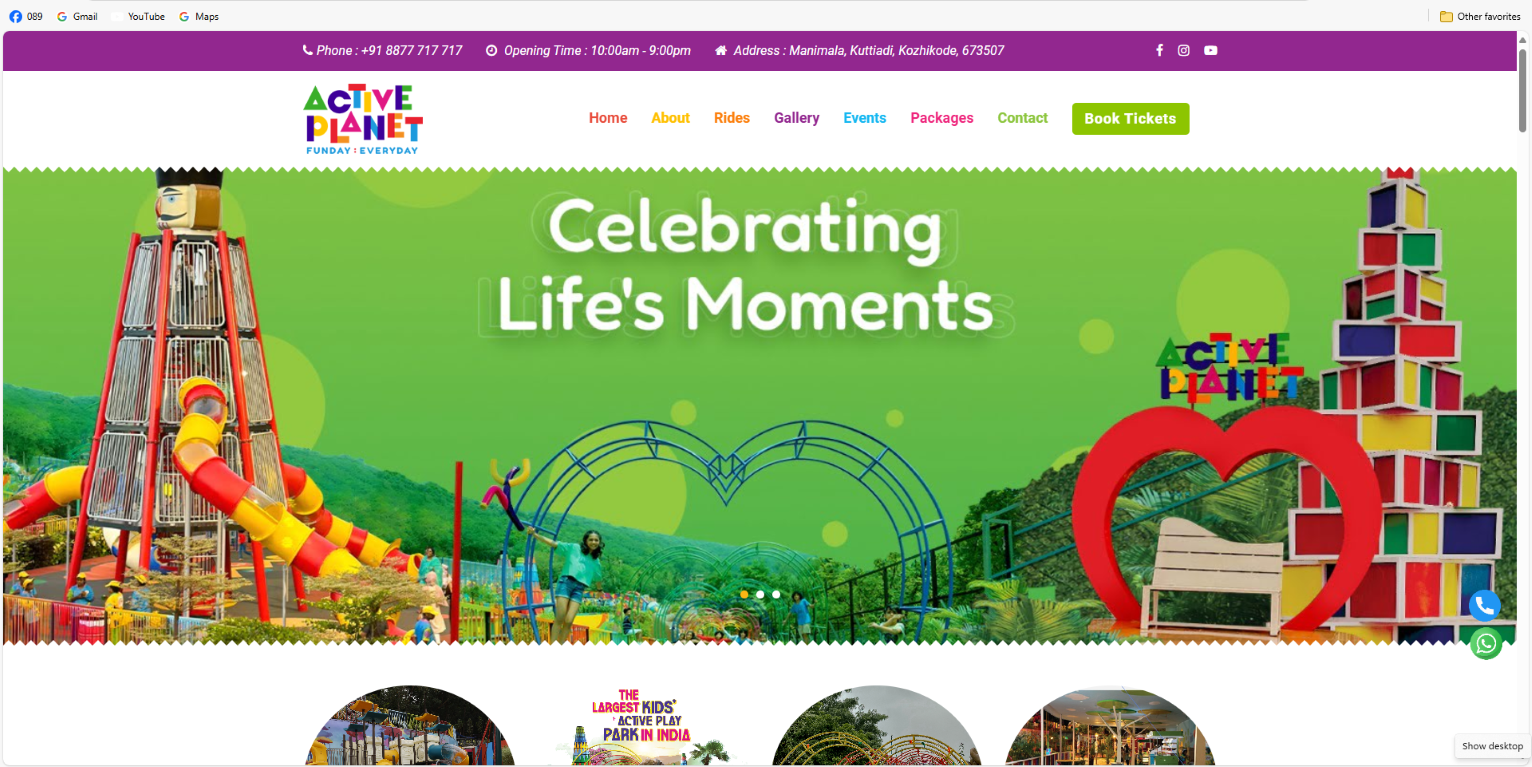 089 Gmail YouTube Maps Other favorites
Phone : +91 8877 717 717 Opening Time : 10:00am - 9:00pm Address : Manimala, Kuttiadi, Kozhikode, 673507
ACTIVE
PLANET
FUNDAY : EVERYDAY
Home About Rides Gallery Events Packages Contact Book Tickets
Celebrating
Life's Moments
ACTIVE
PLANET
THE
LARGEST KIDS'
ACTIVE PLAY
PARK IN INDIA
Show desktop